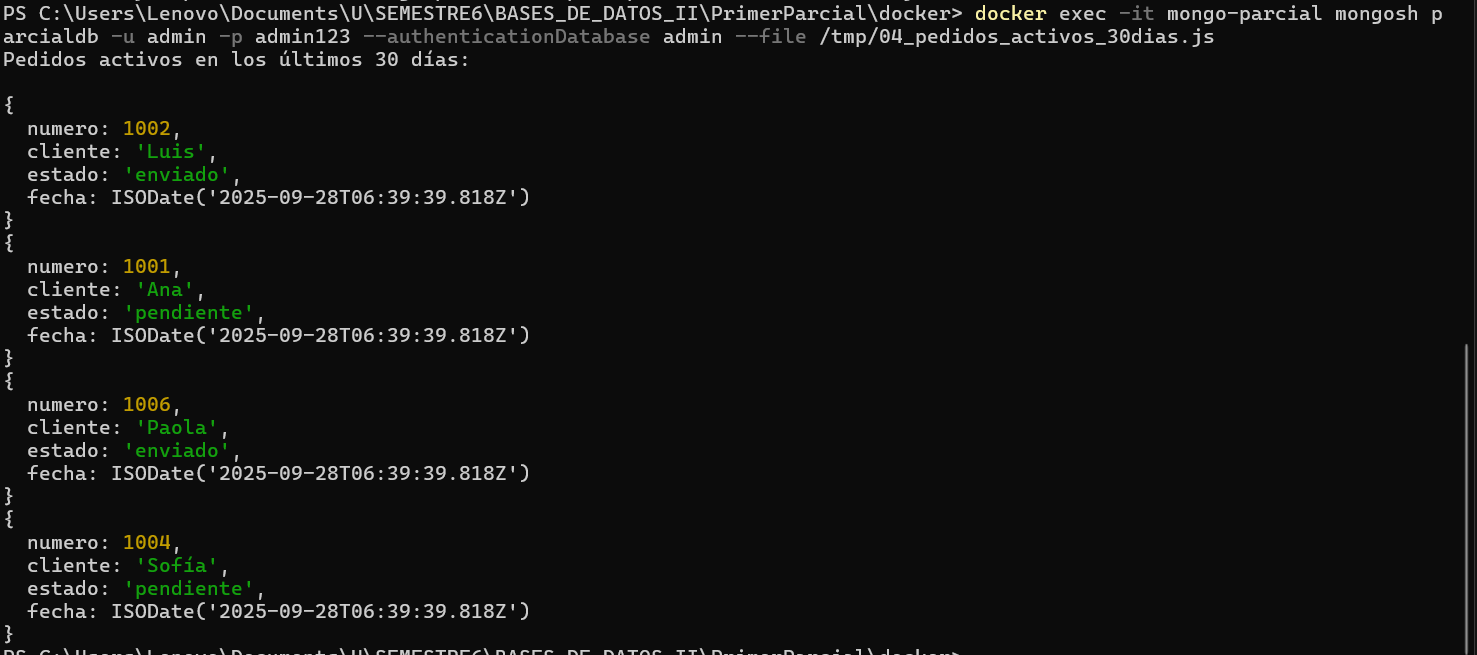 PS C:\Users\Lenovo\Documents\U\SEMESTRE6\BASES_DE_DATOS_II\PrimerParcial\docker> docker exec -it mongo-parcial mongosh p
arcialdb -u admin -p admin123 --authenticationDatabase admin --file /tmp/04_pedidos_activos_30dias.js
Pedidos activos en los últimos 30 días:
{
  numero: 1002,
  cliente: 'Luis',
  estado: 'enviado',
  fecha: ISODate('2025-09-28T06:39:39.818Z')
}
{
  numero: 1001,
  cliente: 'Ana',
  estado: 'pendiente',
  fecha: ISODate('2025-09-28T06:39:39.818Z')
}
{
  numero: 1006,
  cliente: 'Paola',
  estado: 'enviado',
  fecha: ISODate('2025-09-28T06:39:39.818Z')
}
{
  numero: 1004,
  cliente: 'Sofía',
  estado: 'pendiente',
  fecha: ISODate('2025-09-28T06:39:39.818Z')
}
PS C:\Users\Lenovo\Documents\U\SEMESTRE6\BASES_DE_DATOS_II\PrimerParcial\docker>